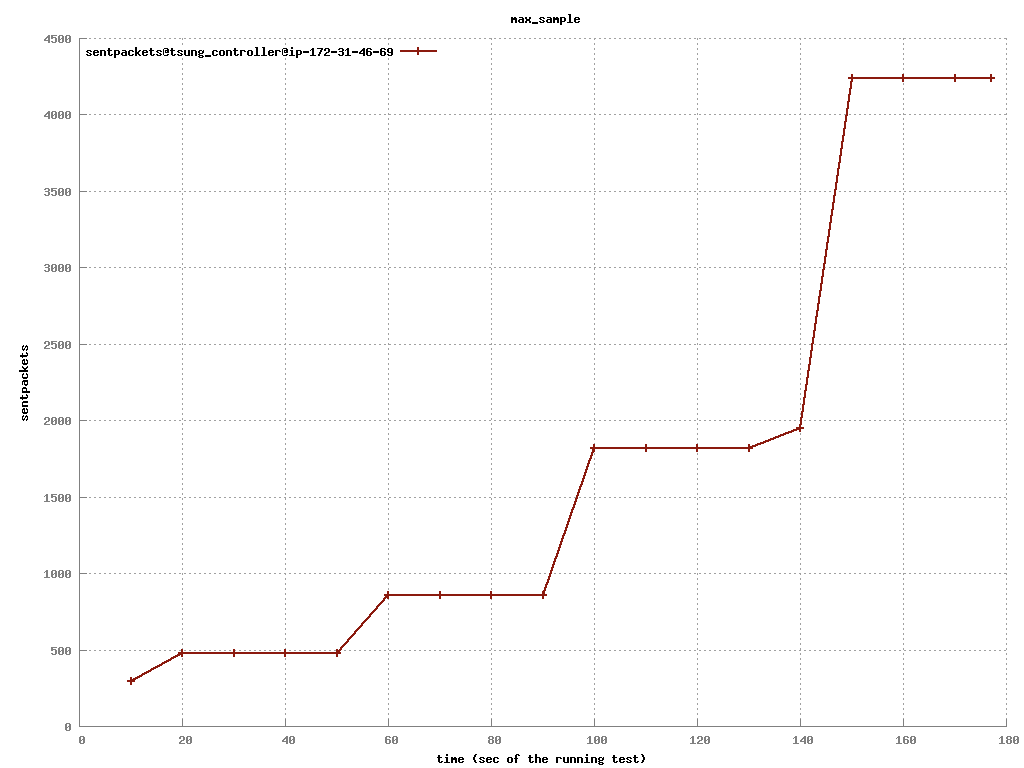 max_sample
sentpackets@tsung_controller@ip-172-31-46-69
4500
4000
3500
3000
2500
2000
1500
1000
500
0
sentpackets
0 20 40 60 80 100 120 140 160 180
time (sec of the running test)